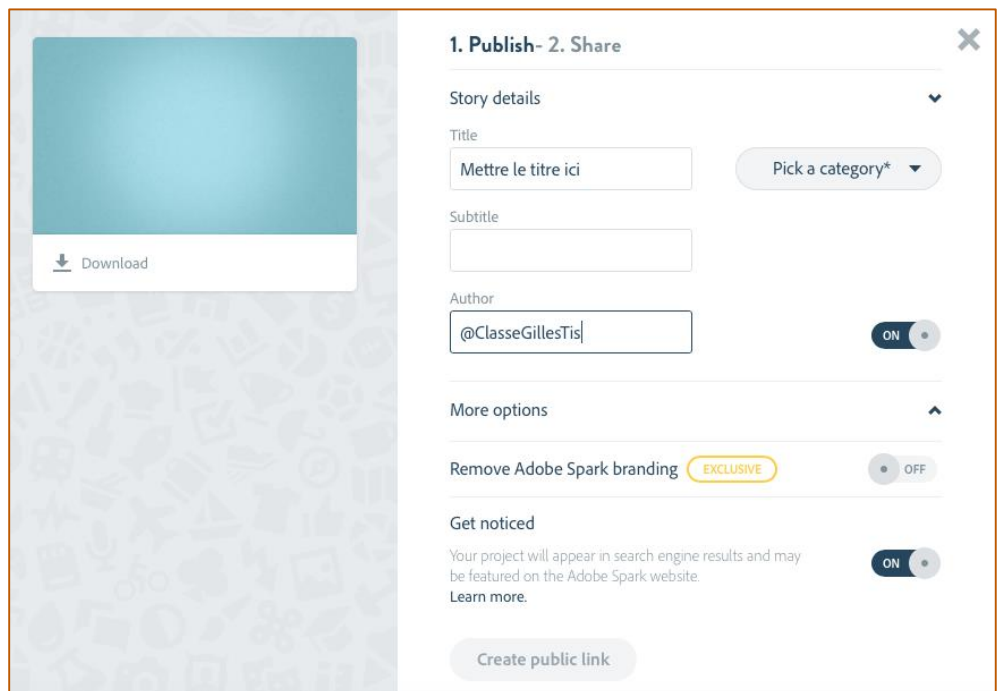 1. Publish- 2. Share
Story details
Title
Mettre le titre ici
Pick a category*
Subtitle
Download
Author
@ClasseGillesTis
ON
More options
Remove Adobe Spark branding
EXCLUSIVE
OFF
Get noticed
Your project will appear in search engine results and may
be featured on the Adobe Spark website.
Learn more.
ON
Create public link